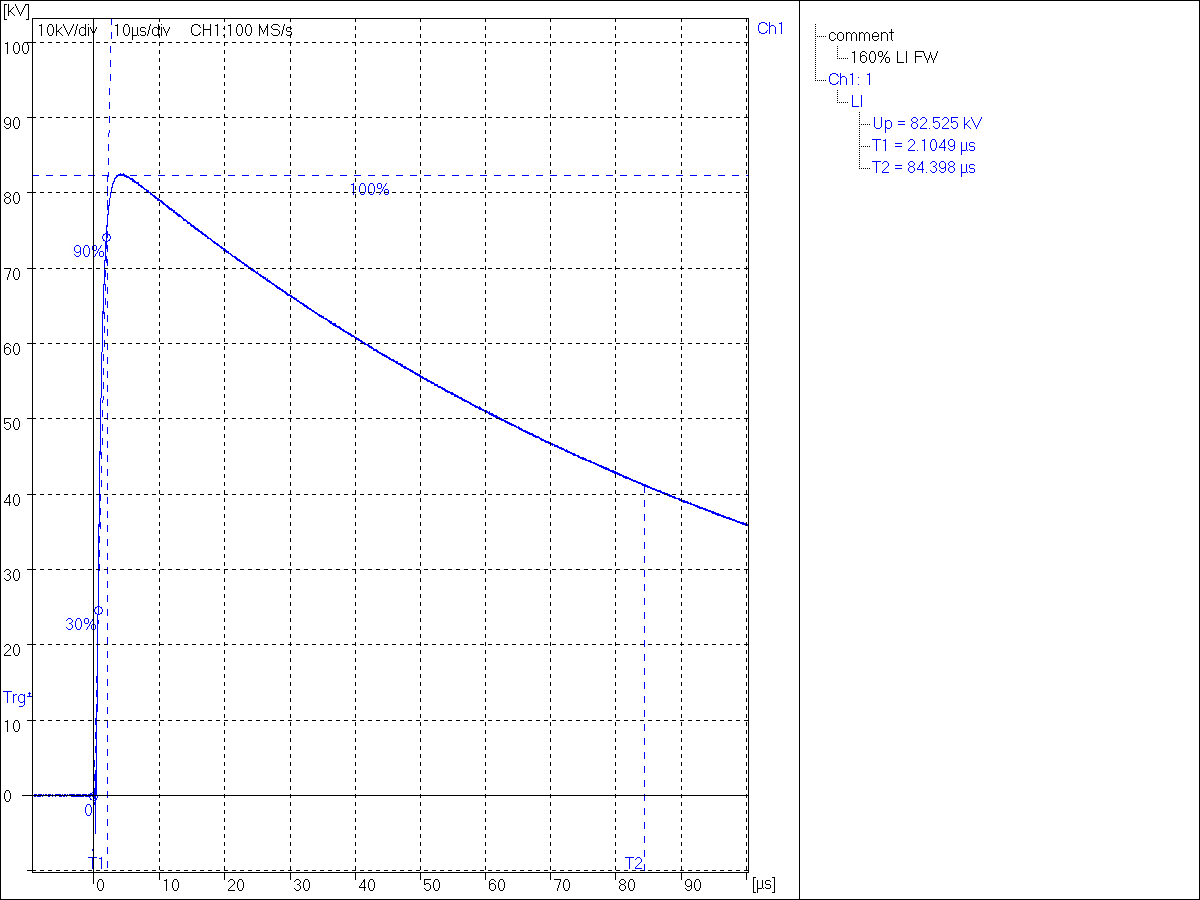 [kV]
10kV/div 10µs/div CH1:100 MS/s
Ch1
100
90
80
70
60
50
40
30
20
10
0
100%
90%
30%
Trg
0
T1
T2
0 10 20 30 40 50 60 70 80 90 [µs]
comment
160% LI FW
Ch1: 1
LI
Up = 82.525 kV
T1 = 2.1049 µs
T2 = 84.398 µs